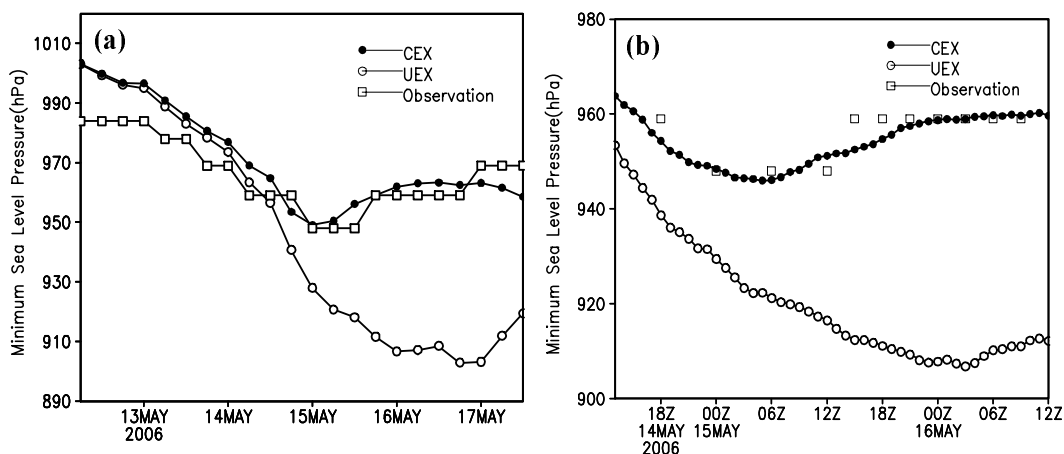 (a)
CEX
UEX
Observation
Minimum Sea Level Pressure(hPa)
1010
990
970
950
930
910
890
13MAY 14MAY 15MAY 16MAY 17MAY
2006
(b)
CEX
UEX
Observation
Minimum Sea Level Pressure(hPa)
980
960
940
920
900
18Z 00Z 06Z 12Z 18Z 00Z 06Z 12Z
14MAY 15MAY 16MAY
2006